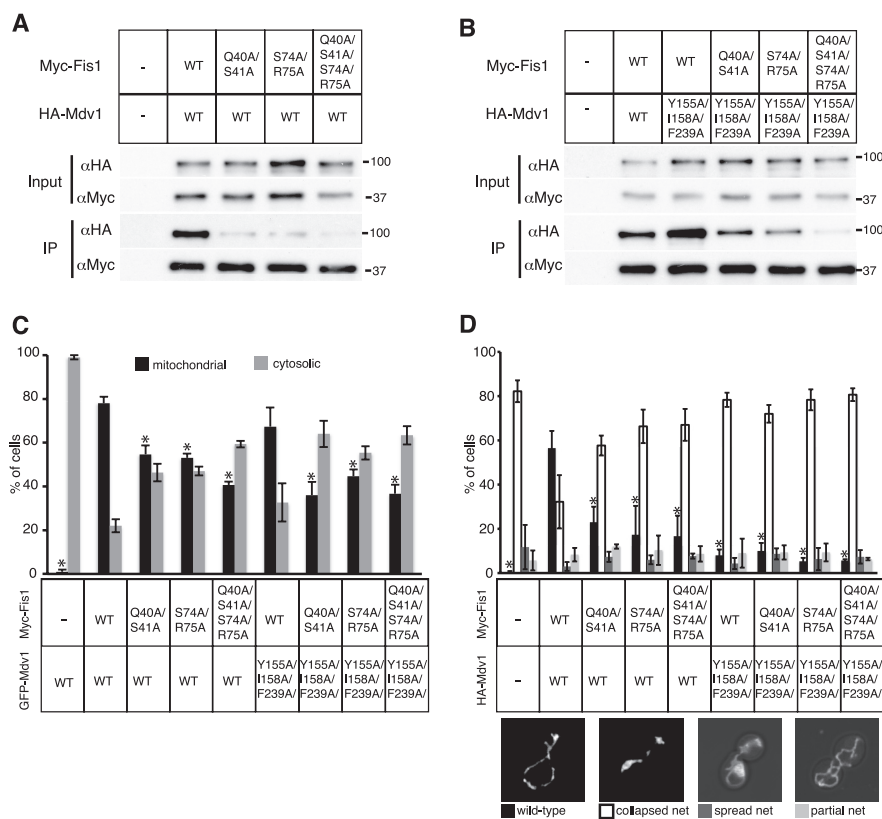 A
Myc-Fis1
-
WT
Q40A/
S41A
S74A/
R75A
Q40A/
S41A/
S74A/
R75A
HA-Mdv1
-
WT
WT
WT
WT
Input
αHA
100
αMyc
37
IP
αHA
100
αMyc
37
B
Myc-Fis1
-
WT
WT
Q40A/
S41A
S74A/
R75A
Q40A/
S41A/
S74A/
R75A
HA-Mdv1
-
WT
Y155A/
I158A/
F239A
Y155A/
I158A/
F239A
Y155A/
I158A/
F239A
Y155A/
I158A/
F239A
Input
αHA
100
αMyc
37
IP
αHA
100
αMyc
37
C
% of cells
100
80
60
40
20
0
mitochondrial
cytosolic
*
*
*
*
*
*
*
Myc-Fis1
–
WT
Q40A/
S41A
S74A/
R75A
Q40A/
S41A/
S74A/
R75A
WT
Q40A/
S41A
S74A/
R75A
Q40A/
S41A/
S74A/
R75A
GFP-Mdv1
WT
WT
WT
WT
WT
Y155A/
I158A/
F239A/
Y155A/
I158A/
F239A/
Y155A/
I158A/
F239A/
Y155A/
I158A/
F239A/
D
% of cells
100
80
60
40
20
0
*
*
*
*
*
*
*
*
Myc-Fis1
–
WT
Q40A/
S41A
S74A/
R75A
Q40A/
S41A/
S74A/
R75A
WT
Q40A/
S41A
S74A/
R75A
Q40A/
S41A/
S74A/
R75A
HA-Mdv1
WT
WT
WT
WT
WT
Y155A/
I158A/
F239A/
Y155A/
I158A/
F239A/
Y155A/
I158A/
F239A/
Y155A/
I158A/
F239A/
wild-type
collapsed net
spread net
partial net